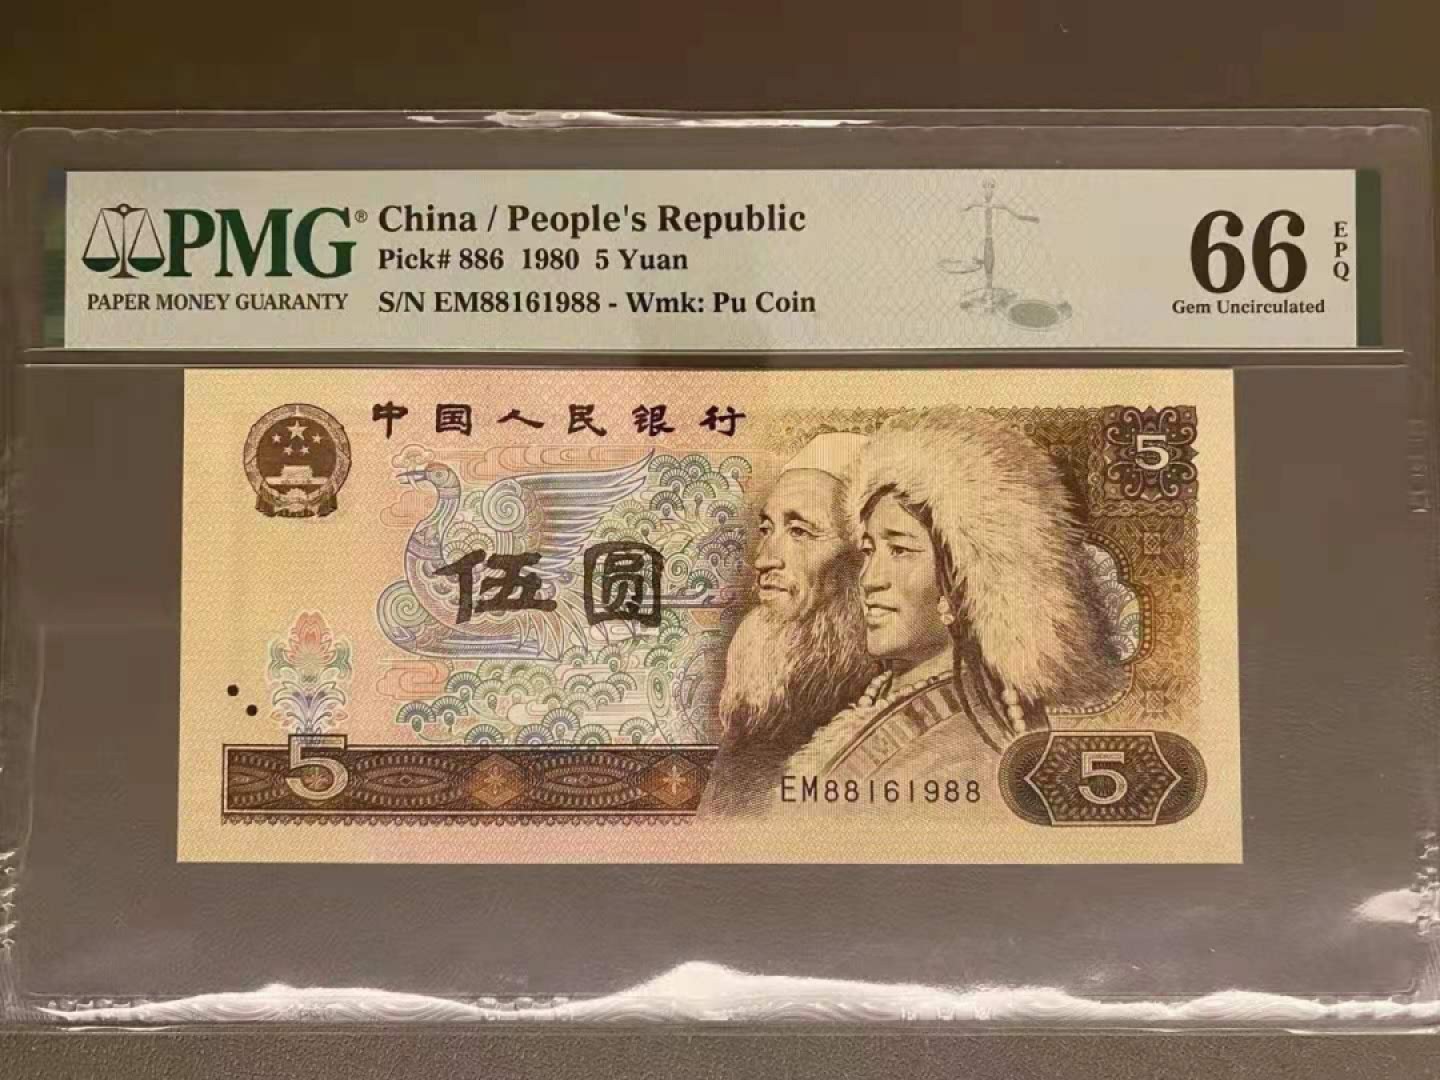 PMG®
PAPER MONEY GUARANTY
China / People's Republic
Pick# 886 1980 5 Yuan
S/N EM88161988 - Wmk: Pu Coin
66
EPQ
Gem Uncirculated
中国人民银行
5
伍圆
5
EM88161988
5